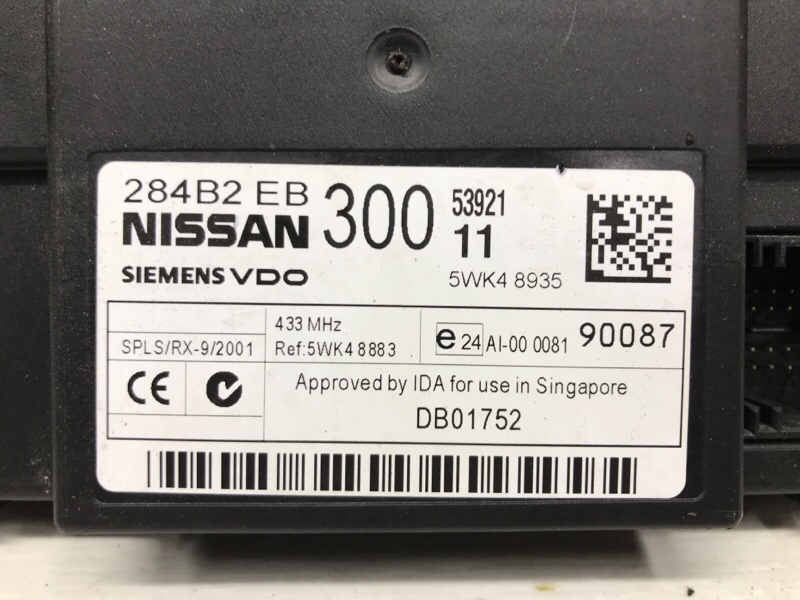 284B2 EB 300 53921
NISSAN 11
SIEMENS VDO 5WK4 8935
433 MHz
SPLS/RX-9/2001 Ref:5WK4 8883 e 24 AI-00 0081 90087
CE Approved by IDA for use in Singapore
DB01752